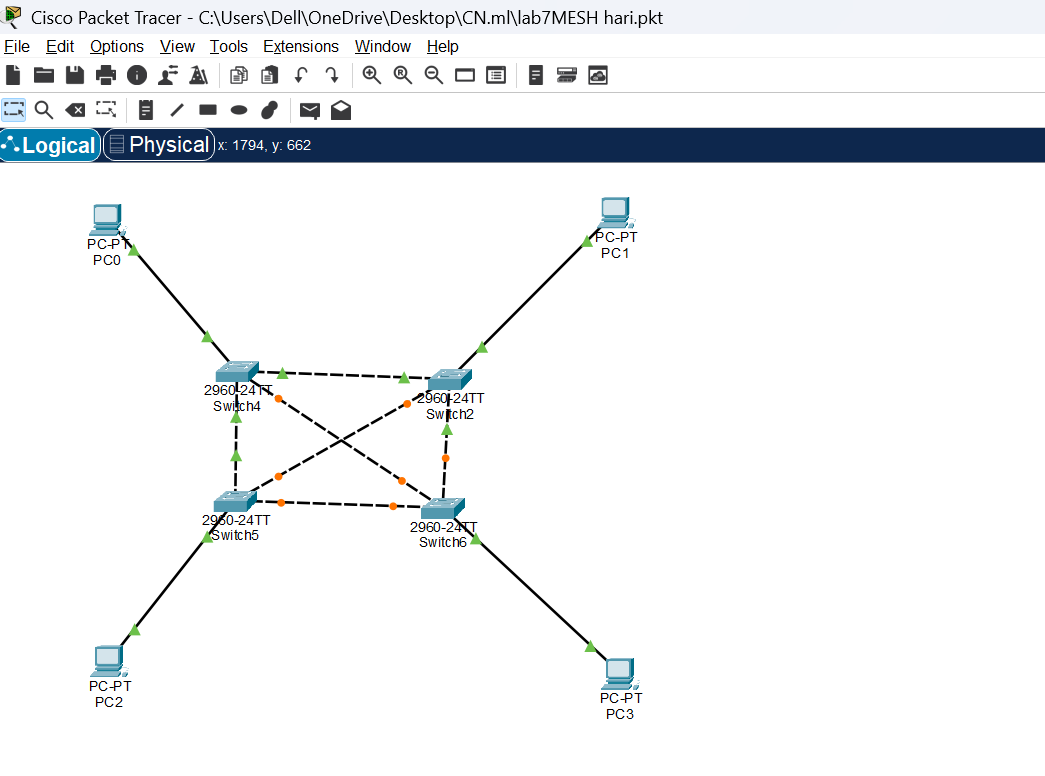 Cisco Packet Tracer - C:\Users\Dell\OneDrive\Desktop\CN.ml\lab7MESH hari.pkt
File Edit Options View Tools Extensions Window Help
Logical Physical x: 1794, y: 662
PC-PT
PC0
PC-PT
PC1
2960-24TT
Switch4
2960-24TT
Switch2
2960-24TT
Switch5
2960-24TT
Switch6
PC-PT
PC2
PC-PT
PC3